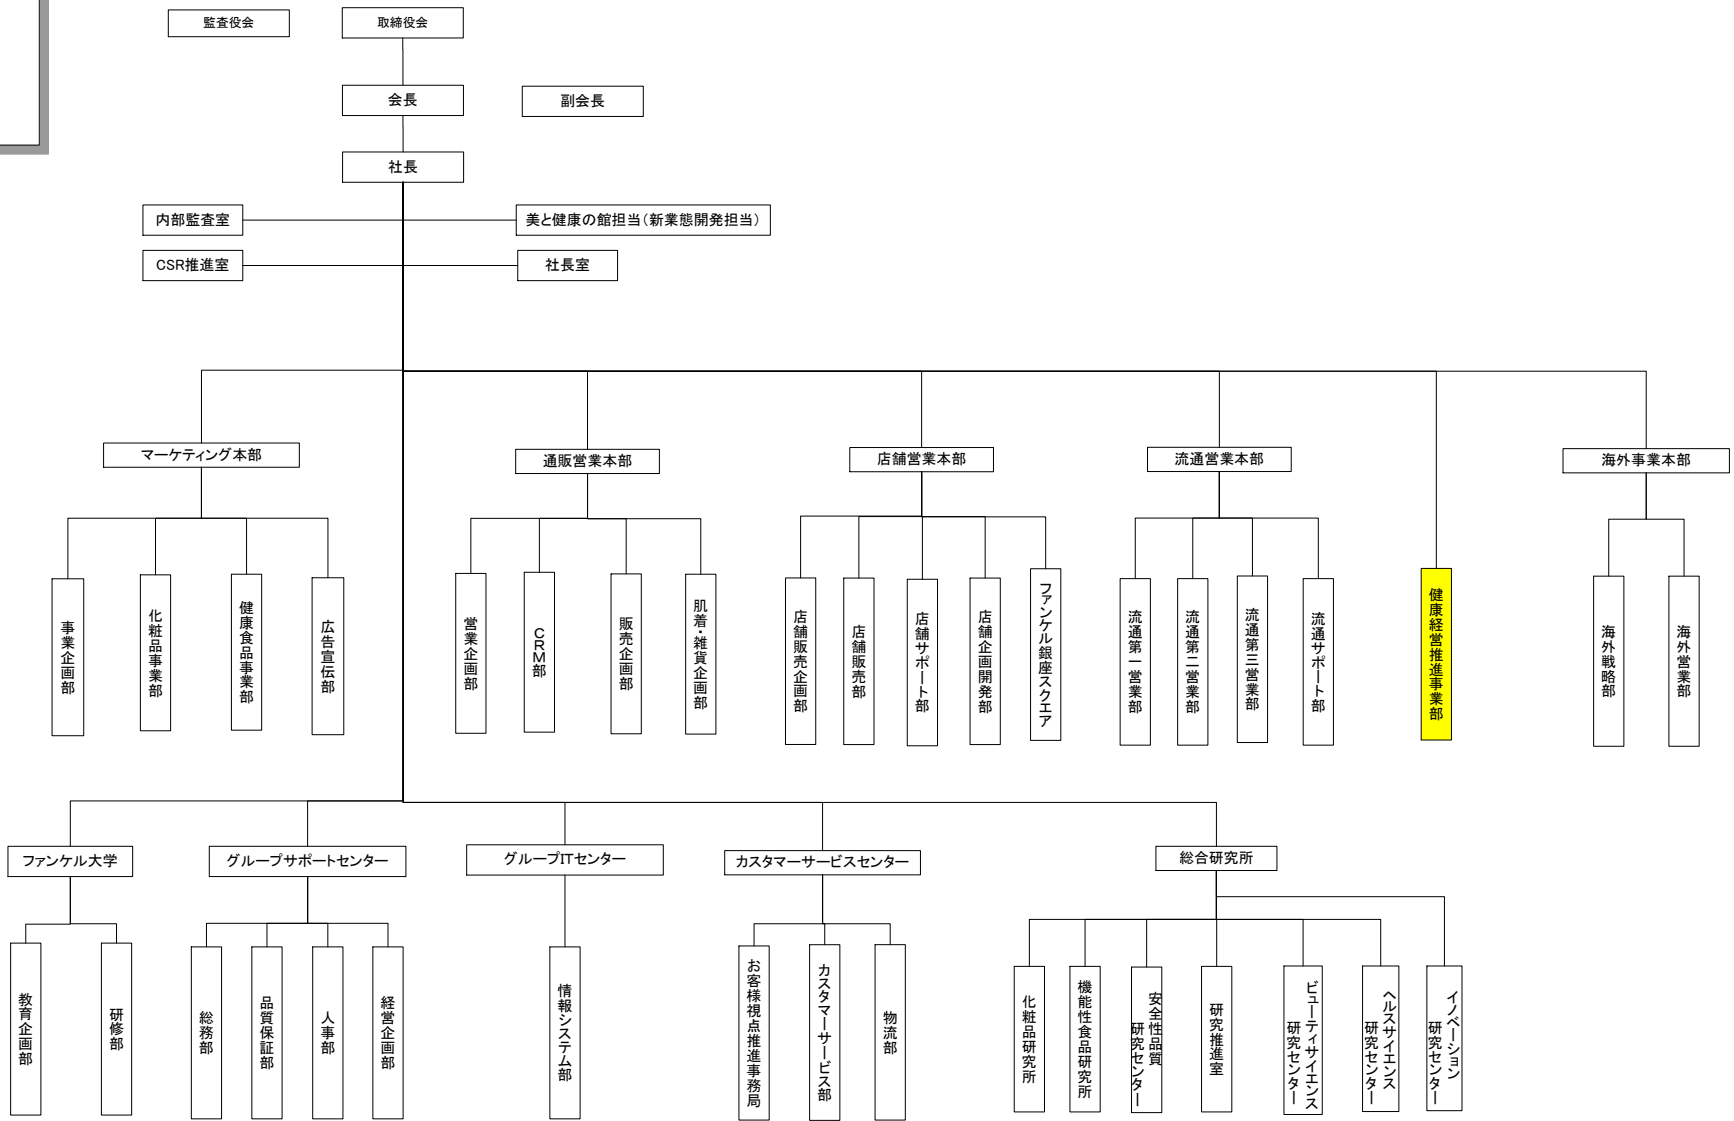 監査役会
取締役会
会長
副会長
社長
内部監査室
美と健康の館担当(新業態開発担当)
CSR推進室
社長室
マーケティング本部
通販営業本部
店舗営業本部
流通営業本部
海外事業本部
事業企画部
化粧品事業部
健康食品事業部
広告宣伝部
営業企画部
CRM部
販売企画部
肌着・雑貨企画部
店舗販売企画部
店舗販売部
店舗サポート部
店舗企画開発部
ファンケル銀座スクエア
流通第一営業部
流通第二営業部
流通第三営業部
流通サポート部
健康経営推進事業部
海外戦略部
海外営業部
ファンケル大学
グループサポートセンター
グループITセンター
カスタマーサービスセンター
総合研究所
教育企画部
研修部
総務部
品質保証部
人事部
経営企画部
情報システム部
お客様視点推進事務局
カスタマーサービス部
物流部
化粧品研究所
機能性食品研究所
安全性品質
研究センター
研究推進室
ビューティサイエンス
研究センター
ヘルスサイエンス
研究センター
イノベーション
研究センター